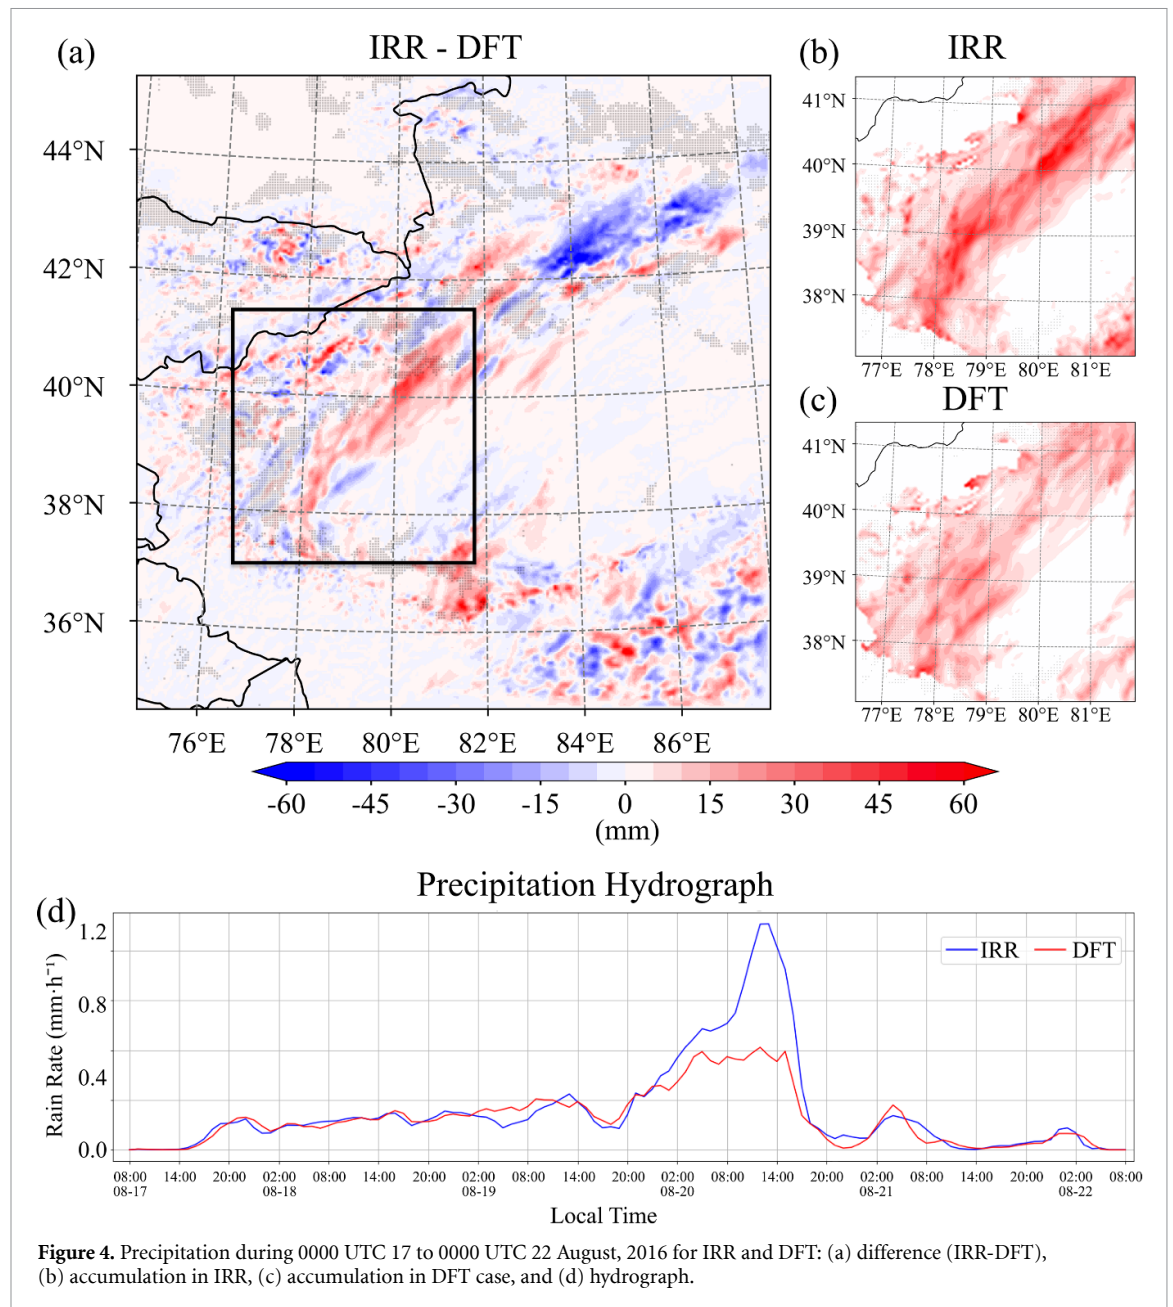 (a)
IRR - DFT
44°N
42°N
40°N
38°N
36°N
76°E 78°E 80°E 82°E 84°E 86°E
-60 -45 -30 -15 0 15 30 45 60
(mm)
(b)
IRR
41°N
40°N
39°N
38°N
77°E 78°E 79°E 80°E 81°E
(c)
DFT
41°N
40°N
39°N
38°N
77°E 78°E 79°E 80°E 81°E
Precipitation Hydrograph
(d)
Rain Rate (mm·h⁻¹)
1.2
0.8
0.4
0.0
IRR DFT
08:00 14:00 20:00 02:00 08:00 14:00 20:00 02:00 08:00 14:00 20:00 02:00 08:00 14:00 20:00 02:00 08:00 14:00 20:00 02:00 08:00
08-17 08-18 08-19 08-20 08-21 08-22
Local Time
Figure 4. Precipitation during 0000 UTC 17 to 0000 UTC 22 August, 2016 for IRR and DFT: (a) difference (IRR-DFT),
(b) accumulation in IRR, (c) accumulation in DFT case, and (d) hydrograph.